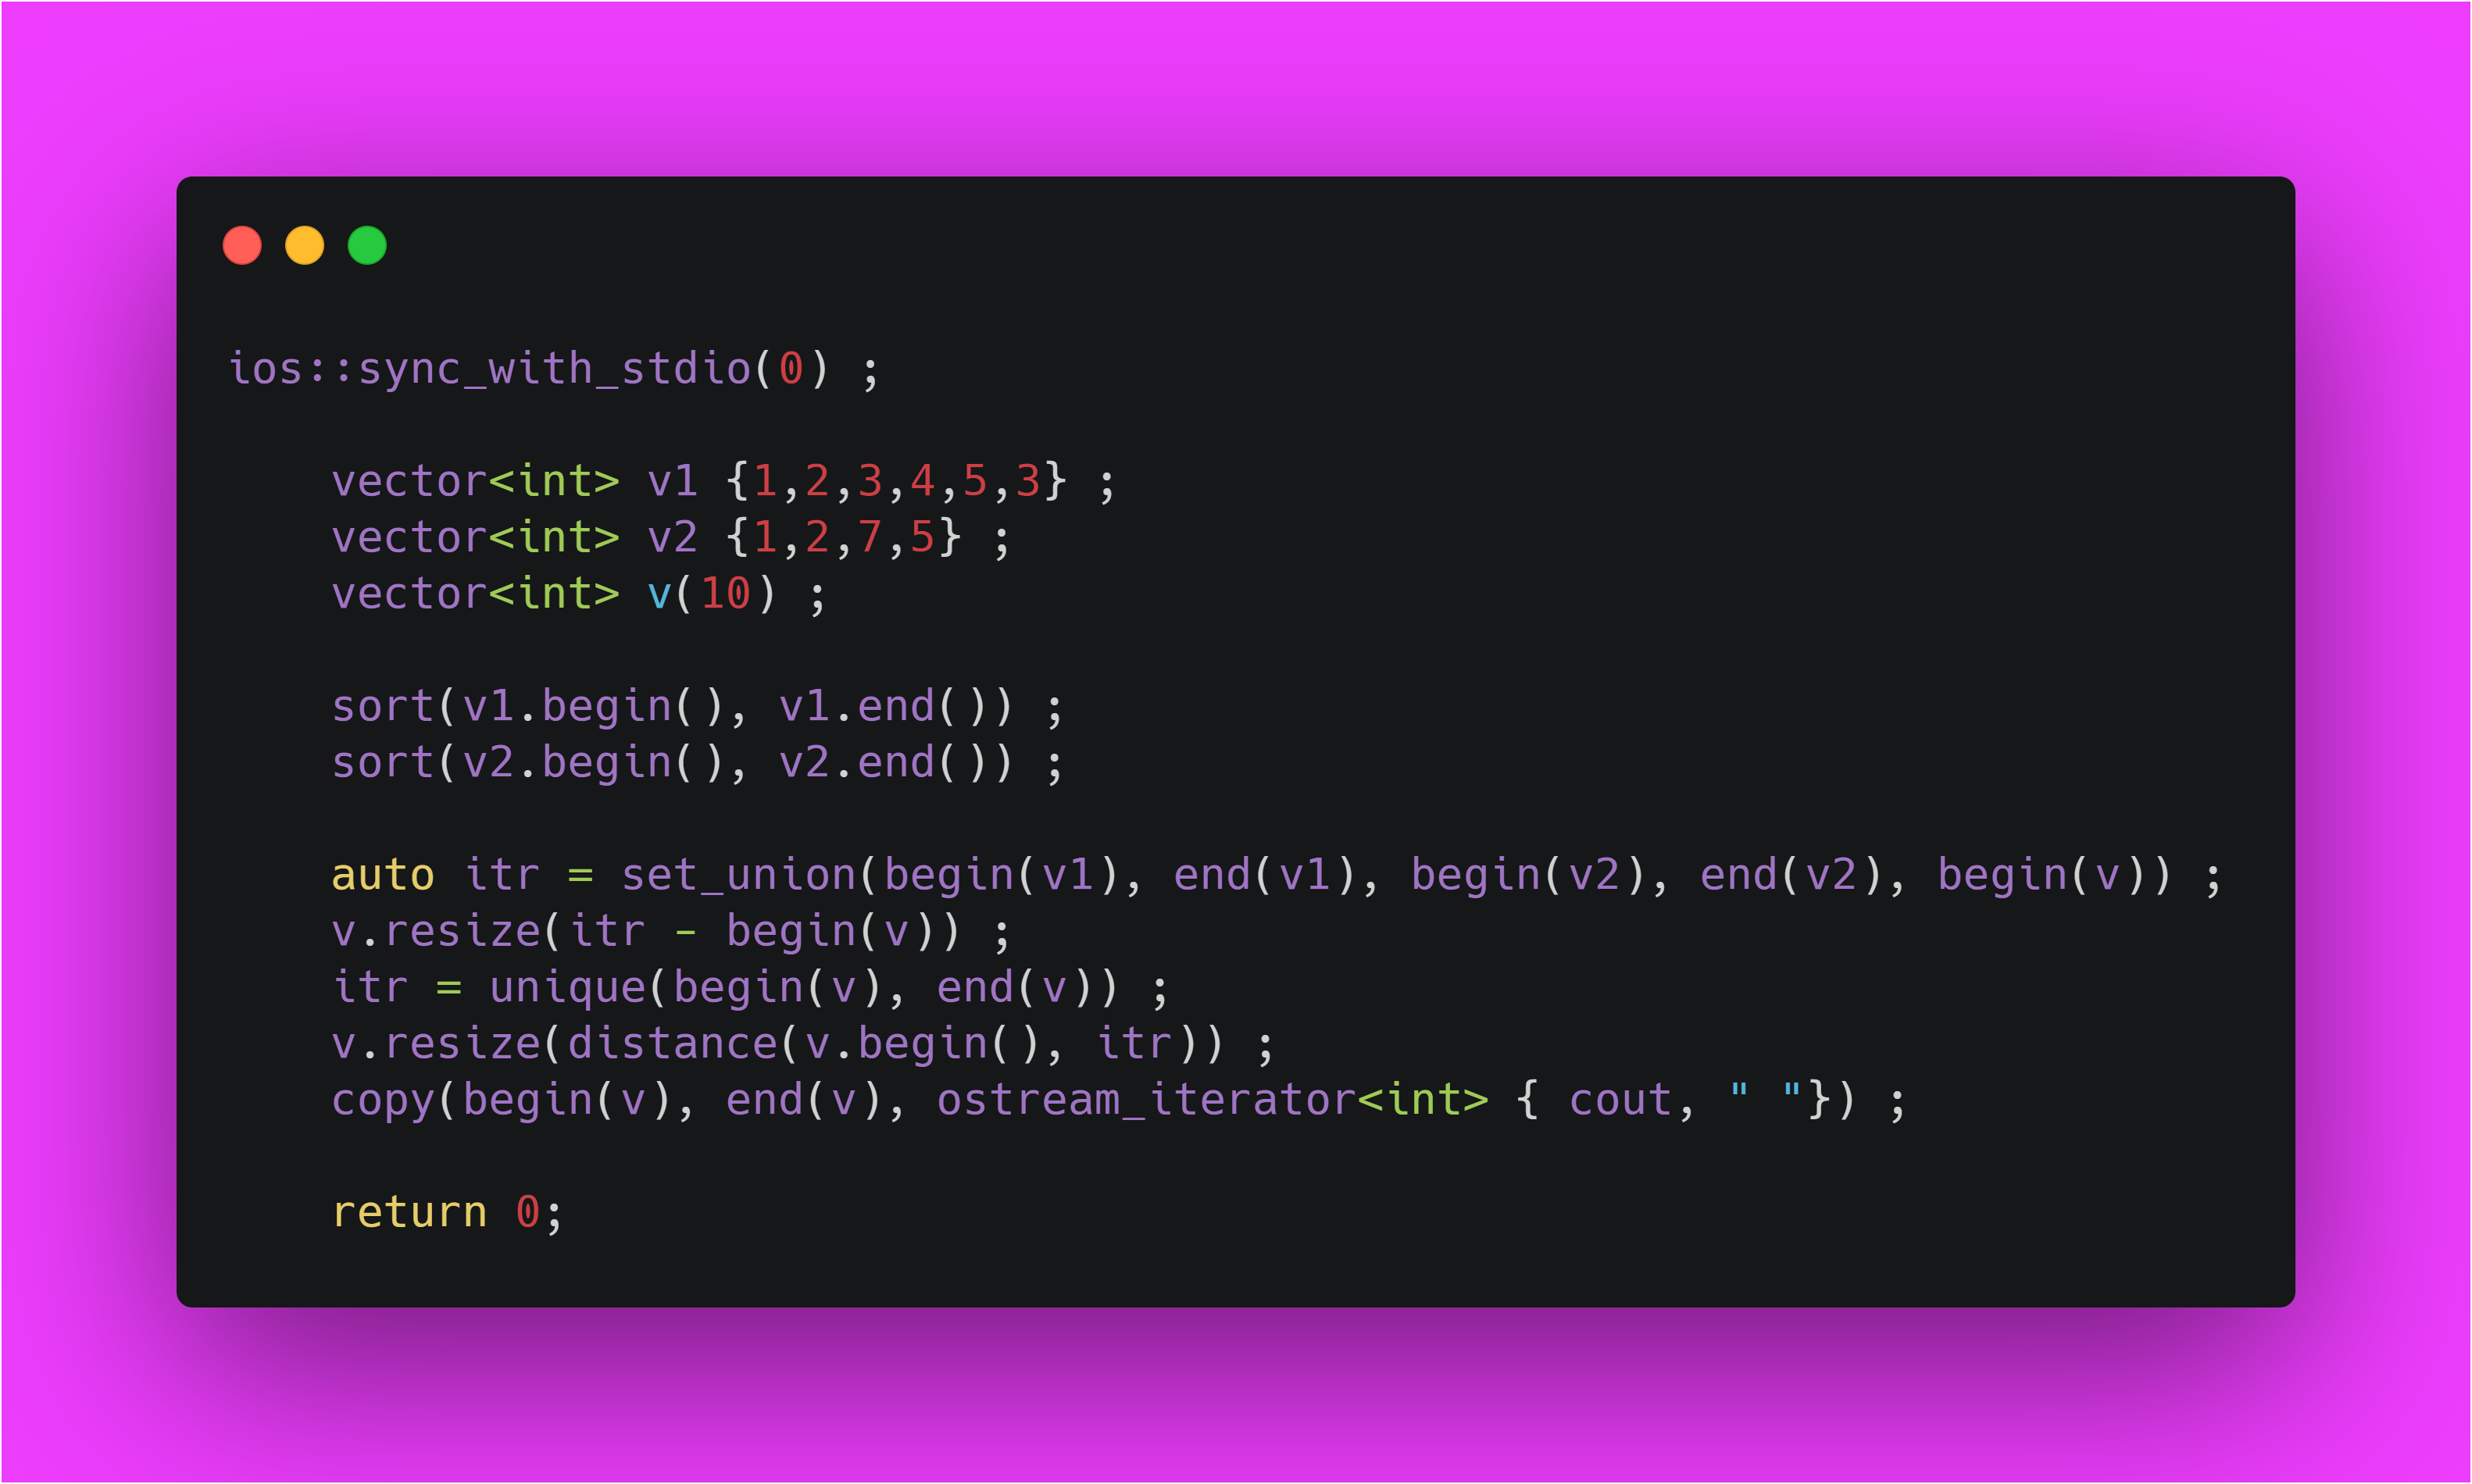 ios::sync_with_stdio(0) ;
    vector<int> v1 {1,2,3,4,5,3} ;
    vector<int> v2 {1,2,7,5} ;
    vector<int> v(10) ;
    sort(v1.begin(), v1.end()) ;
    sort(v2.begin(), v2.end()) ;
    auto itr = set_union(begin(v1), end(v1), begin(v2), end(v2), begin(v)) ;
    v.resize(itr - begin(v)) ;
    itr = unique(begin(v), end(v)) ;
    v.resize(distance(v.begin(), itr)) ;
    copy(begin(v), end(v), ostream_iterator<int> { cout, " "}) ;
    return 0;